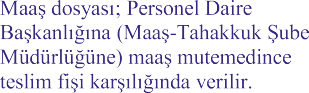 Maaş dosyası; Personel Daire
Başkanlığına (Maaş-Tahakkuk Şube
Müdürlüğüne) maaş mutemedince
teslim fişi karşılığında verilir.